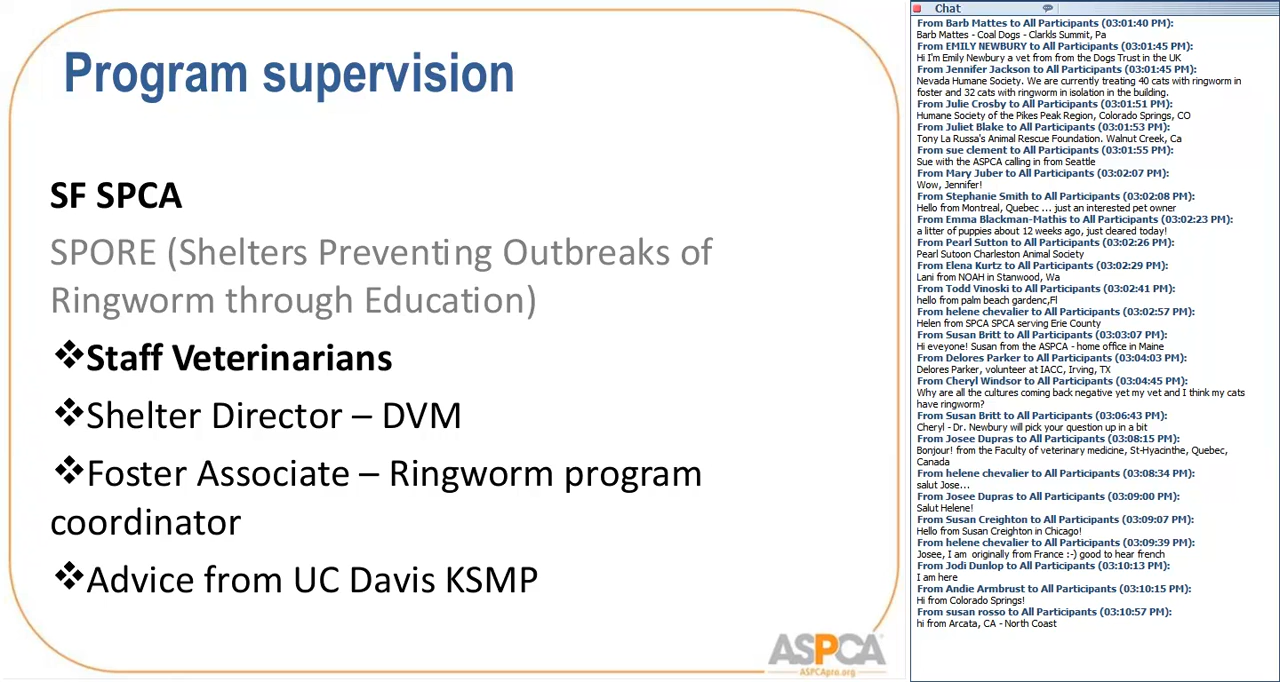 Program supervision
SF SPCA
SPORE (Shelters Preventing Outbreaks of
Ringworm through Education)
❖Staff Veterinarians
❖Shelter Director – DVM
❖Foster Associate – Ringworm program
coordinator
❖Advice from UC Davis KSMP
ASPCA
ASPCApro.org
Chat
From Barb Mattes to All Participants (03:01:40 PM):
Barb Mattes - Coal Dogs - Clarkls Summit, Pa
From EMILY NEWBURY to All Participants (03:01:45 PM):
Hi I'm Emily Newbury a vet from from the Dogs Trust in the UK
From Jennifer Jackson to All Participants (03:01:45 PM):
Nevada Humane Society. We are currently treating 40 cats with ringworm in
foster and 32 cats with ringworm in isolation in the building.
From Julie Crosby to All Participants (03:01:51 PM):
Humane Society of the Pikes Peak Region, Colorado Springs, CO
From Juliet Blake to All Participants (03:01:53 PM):
Tony La Russa's Animal Rescue Foundation. Walnut Creek, Ca
From sue clement to All Participants (03:01:55 PM):
Sue with the ASPCA calling in from Seattle
From Mary Juber to All Participants (03:02:07 PM):
Wow, Jennifer!
From Stephanie Smith to All Participants (03:02:08 PM):
Hello from Montreal, Quebec ... just an interested pet owner
From Emma Blackman-Mathis to All Participants (03:02:23 PM):
a litter of puppies about 12 weeks ago, just cleared today!
From Pearl Sutton to All Participants (03:02:26 PM):
Pearl Sutoon Charleston Animal Society
From Elena Kurtz to All Participants (03:02:29 PM):
Lani from NOAH in Stanwood, Wa
From Todd Vinoski to All Participants (03:02:41 PM):
hello from palm beach gardenc,Fl
From helene chevalier to All Participants (03:02:57 PM):
Helen from SPCA SPCA serving Erie County
From Susan Britt to All Participants (03:03:07 PM):
Hi eveyone! Susan from the ASPCA - home office in Maine
From Delores Parker to All Participants (03:04:03 PM):
Delores Parker, volunteer at IACC, Irving, TX
From Cheryl Windsor to All Participants (03:04:45 PM):
Why are all the cultures coming back negative yet my vet and I think my cats
have ringworm?
From Susan Britt to All Participants (03:06:43 PM):
Cheryl - Dr. Newbury will pick your question up in a bit
From Josee Dupras to All Participants (03:08:15 PM):
Bonjour! from the Faculty of veterinary medicine, St-Hyacinthe, Quebec,
Canada
From helene chevalier to All Participants (03:08:34 PM):
salut Jose...
From Josee Dupras to All Participants (03:09:00 PM):
Salut Helene!
From Susan Creighton to All Participants (03:09:07 PM):
Hello from Susan Creighton in Chicago!
From helene chevalier to All Participants (03:09:39 PM):
Josee, I am originally from France :-) good to hear french
From Jodi Dunlop to All Participants (03:10:13 PM):
I am here
From Andie Armbrust to All Participants (03:10:15 PM):
Hi from Colorado Springs!
From susan rosso to All Participants (03:10:57 PM):
hi from Arcata, CA - North Coast